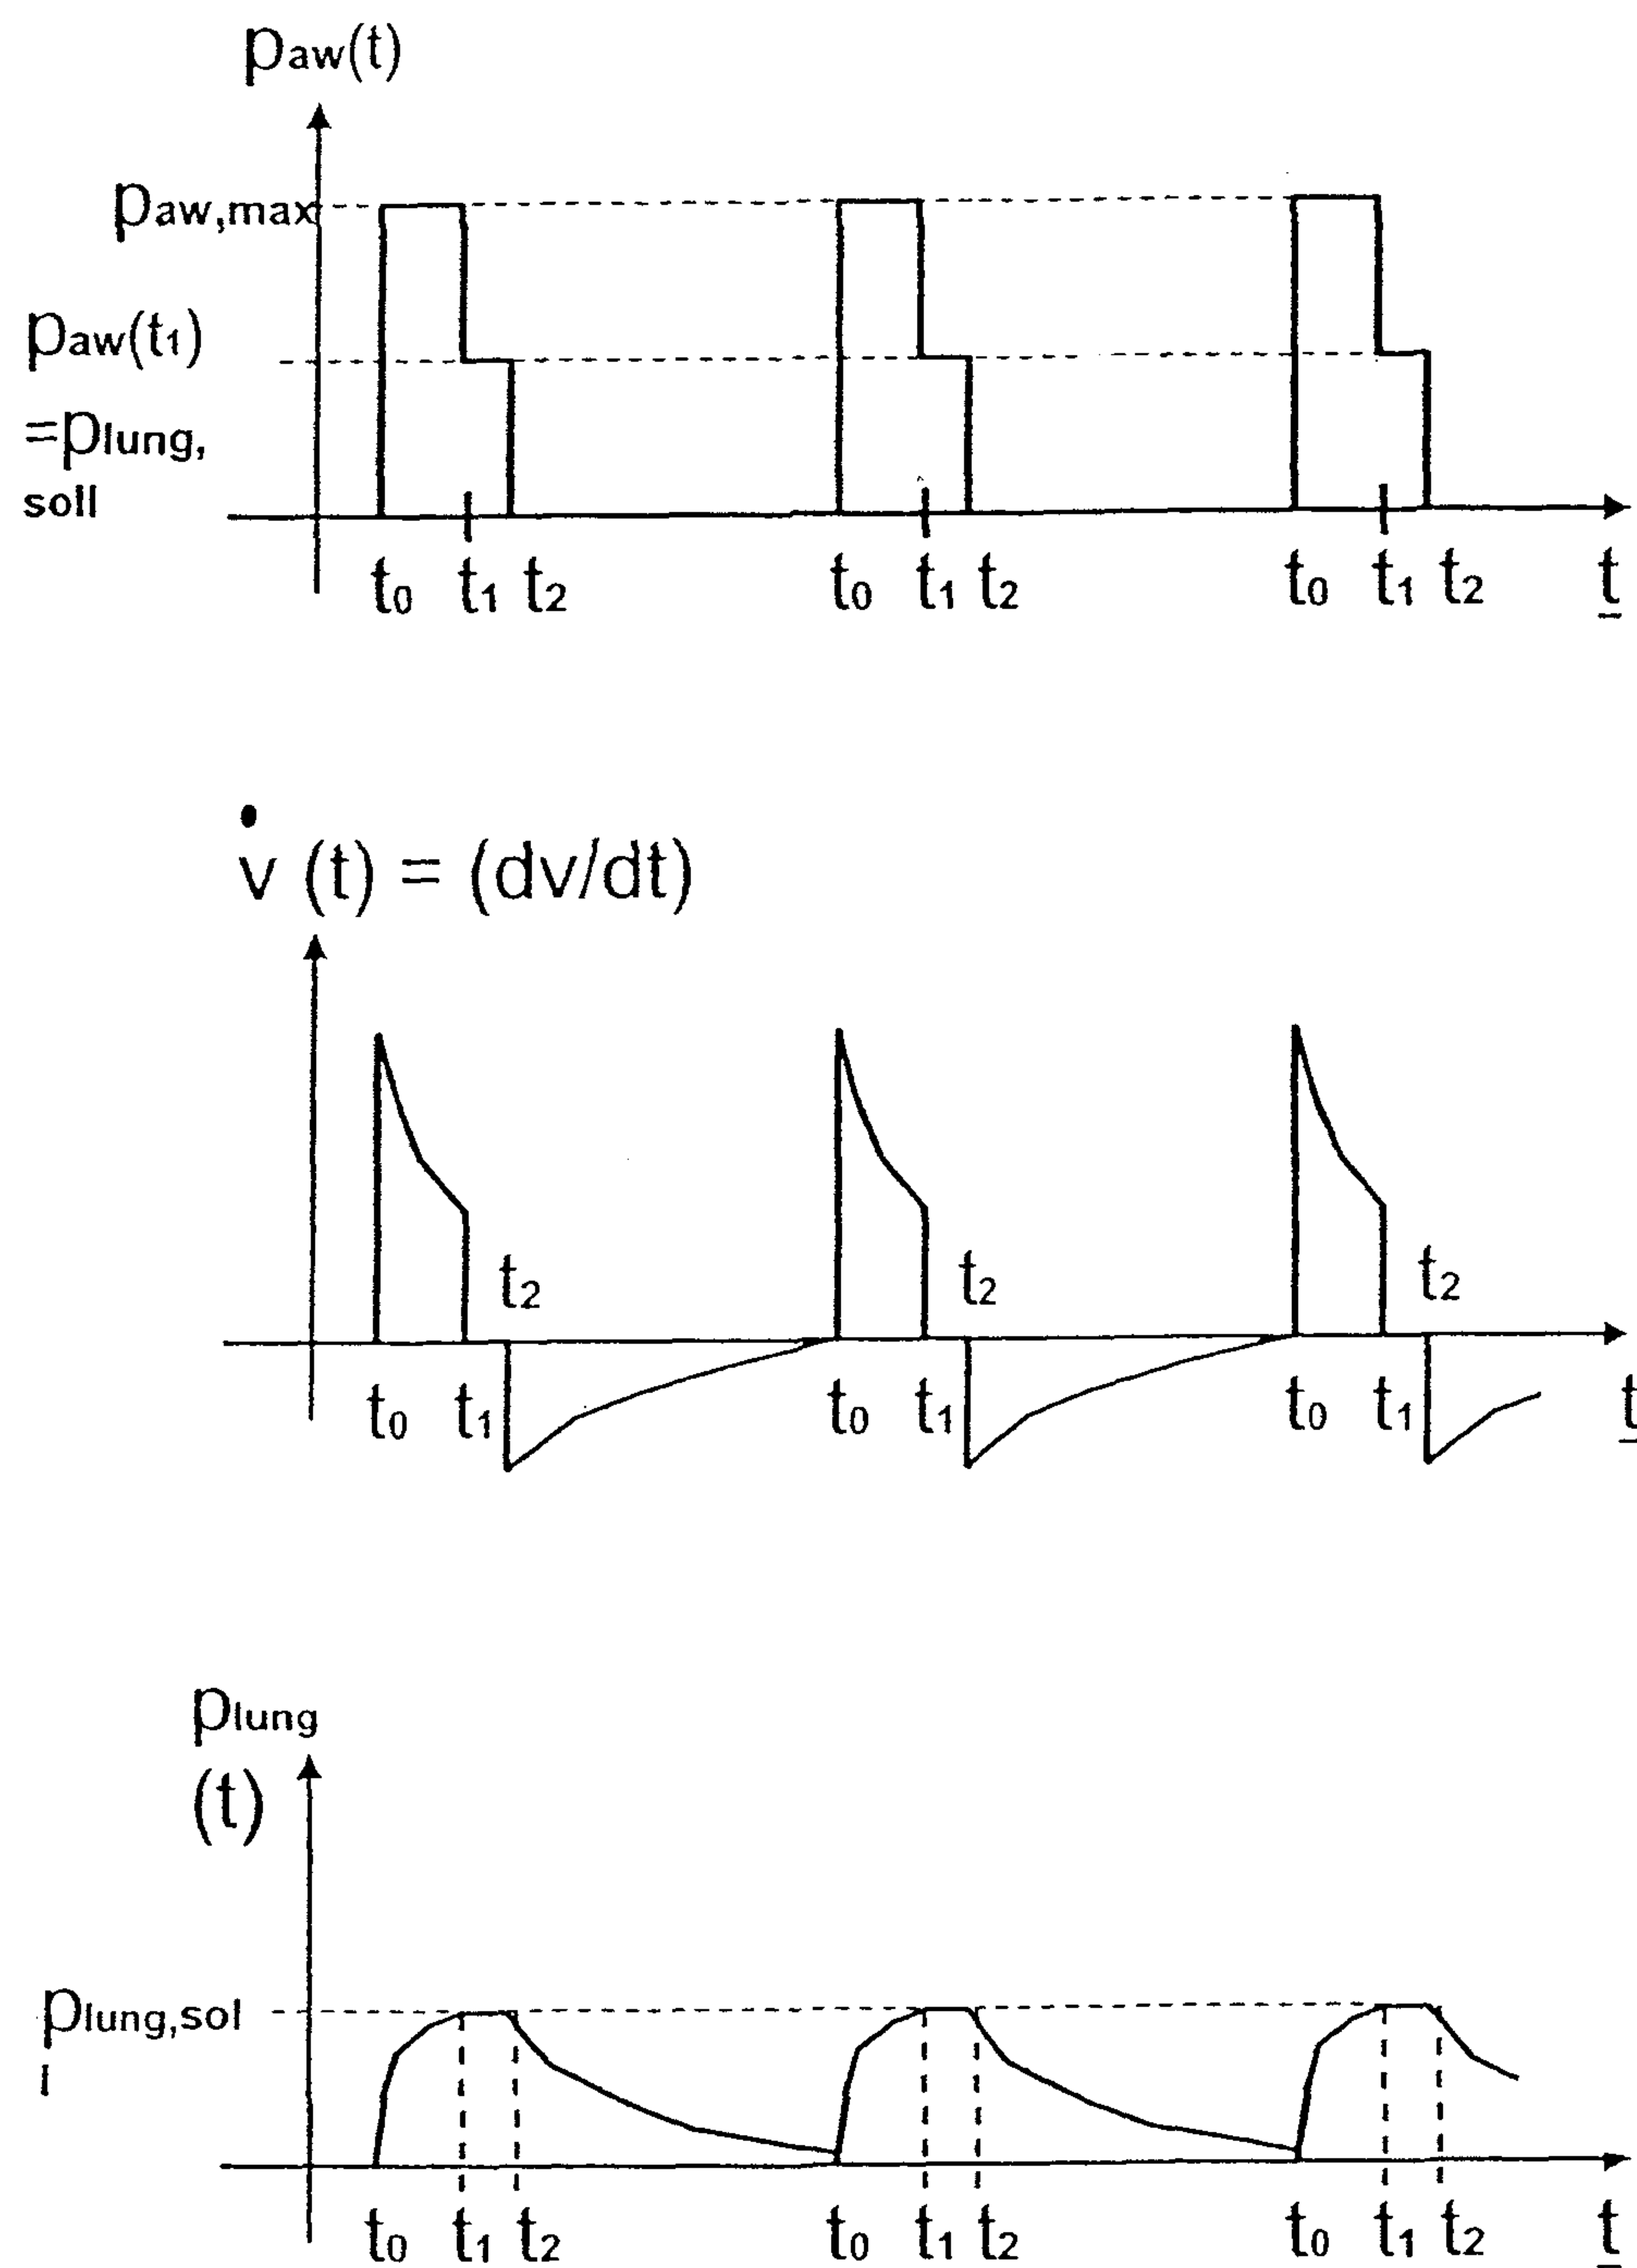 paw(t)
paw,max
paw(t1)
=plung,
soll
t0 t1 t2 t0 t1 t2 t0 t1 t2 t
v̇ (t) = (dv/dt)
t2 t2 t2
t0 t1 t0 t1 t0 t1 t
plung
(t)
plung,sol
l
t0 t1 t2 t0 t1 t2 t0 t1 t2 t